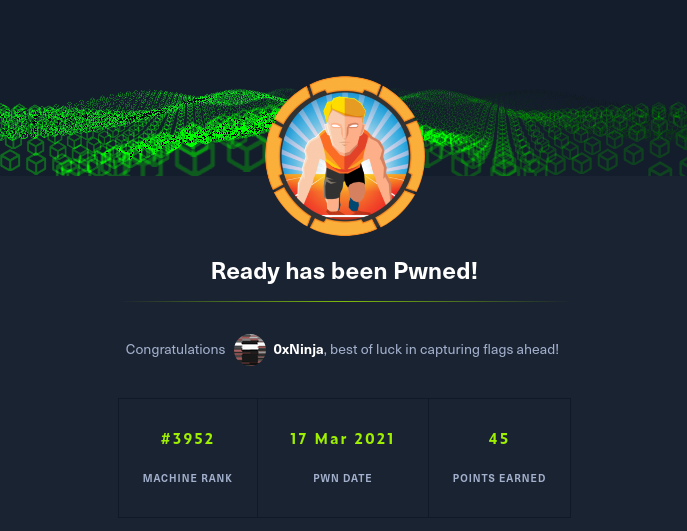 Ready has been Pwned!
Congratulations 0xNinja, best of luck in capturing flags ahead!
#3952 17 Mar 2021 45
MACHINE RANK PWN DATE POINTS EARNED